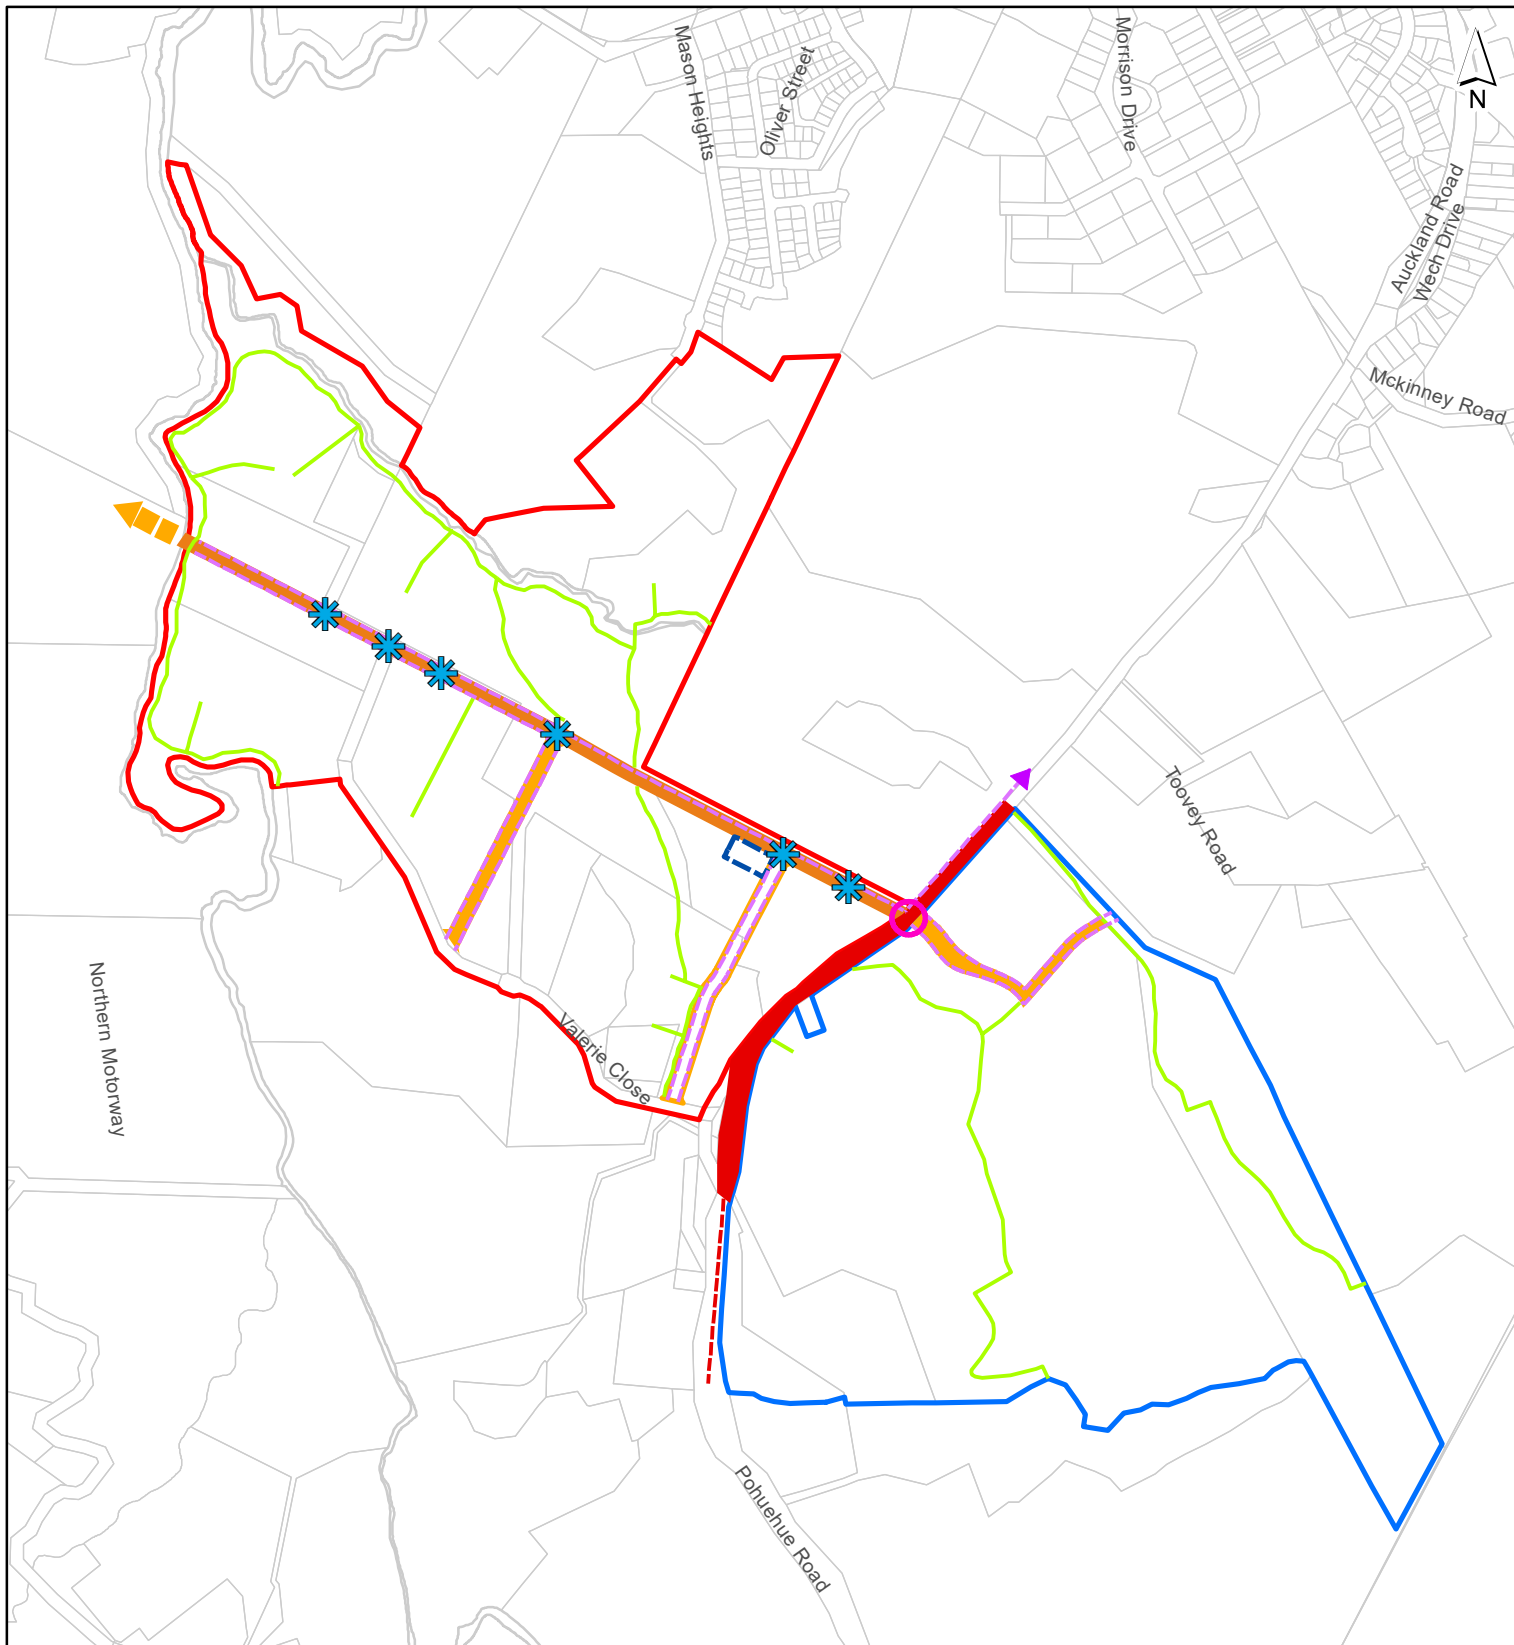 Mason Heights
Oliver Street
Morrison Drive
N
Auckland Road
Wech Drive
Mckinney Road
Toovey Road
Northern Motorway
Valerie Close
Pohuehue Road